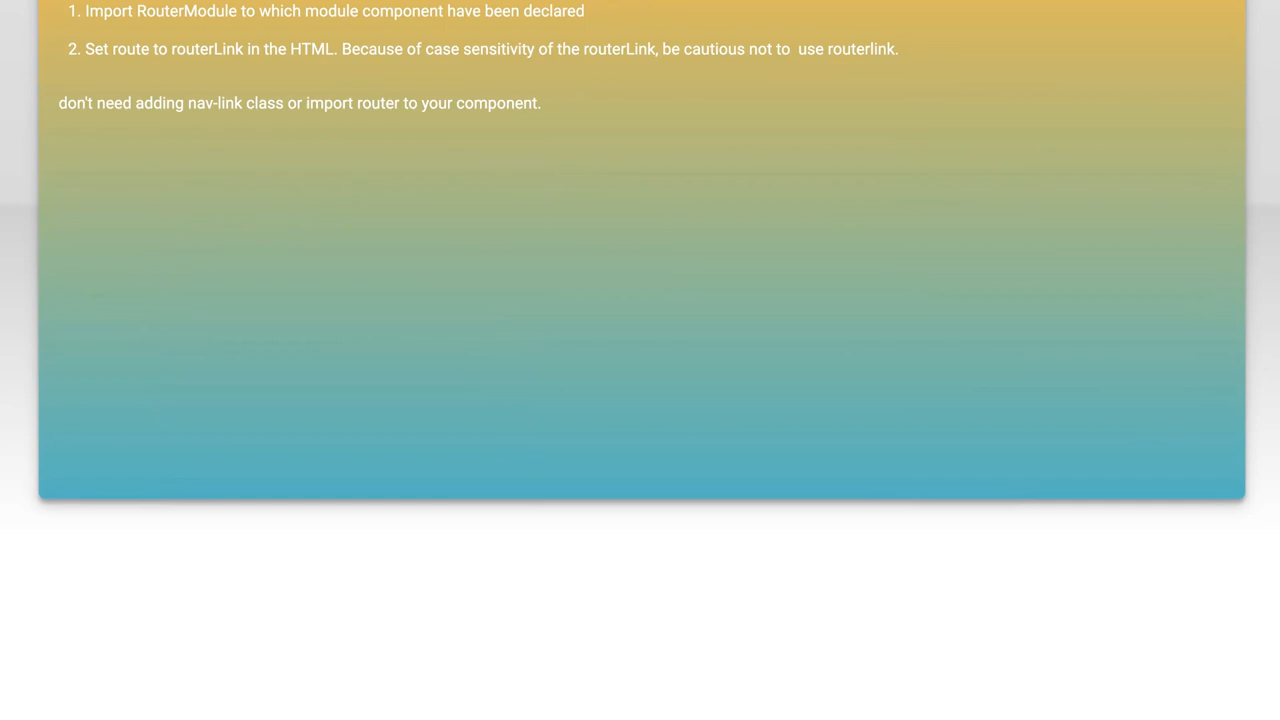 1. Import RouterModule to which module component have been declared
2. Set route to routerLink in the HTML. Because of case sensitivity of the routerLink, be cautious not to  use routerlink.
don't need adding nav-link class or import router to your component.